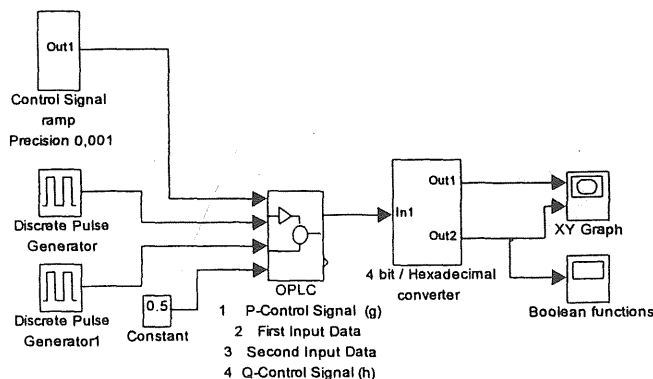 Out1
Control Signal
ramp
Precision 0,001
Discrete Pulse
Generator
Discrete Pulse
Generator1
0.5
Constant
OPLC
1 P-Control Signal (g)
2 First Input Data
3 Second Input Data
4 Q-Control Signal (h)
In1
Out1
Out2
4 bit / Hexadecimal
converter
XY Graph
Boolean functions